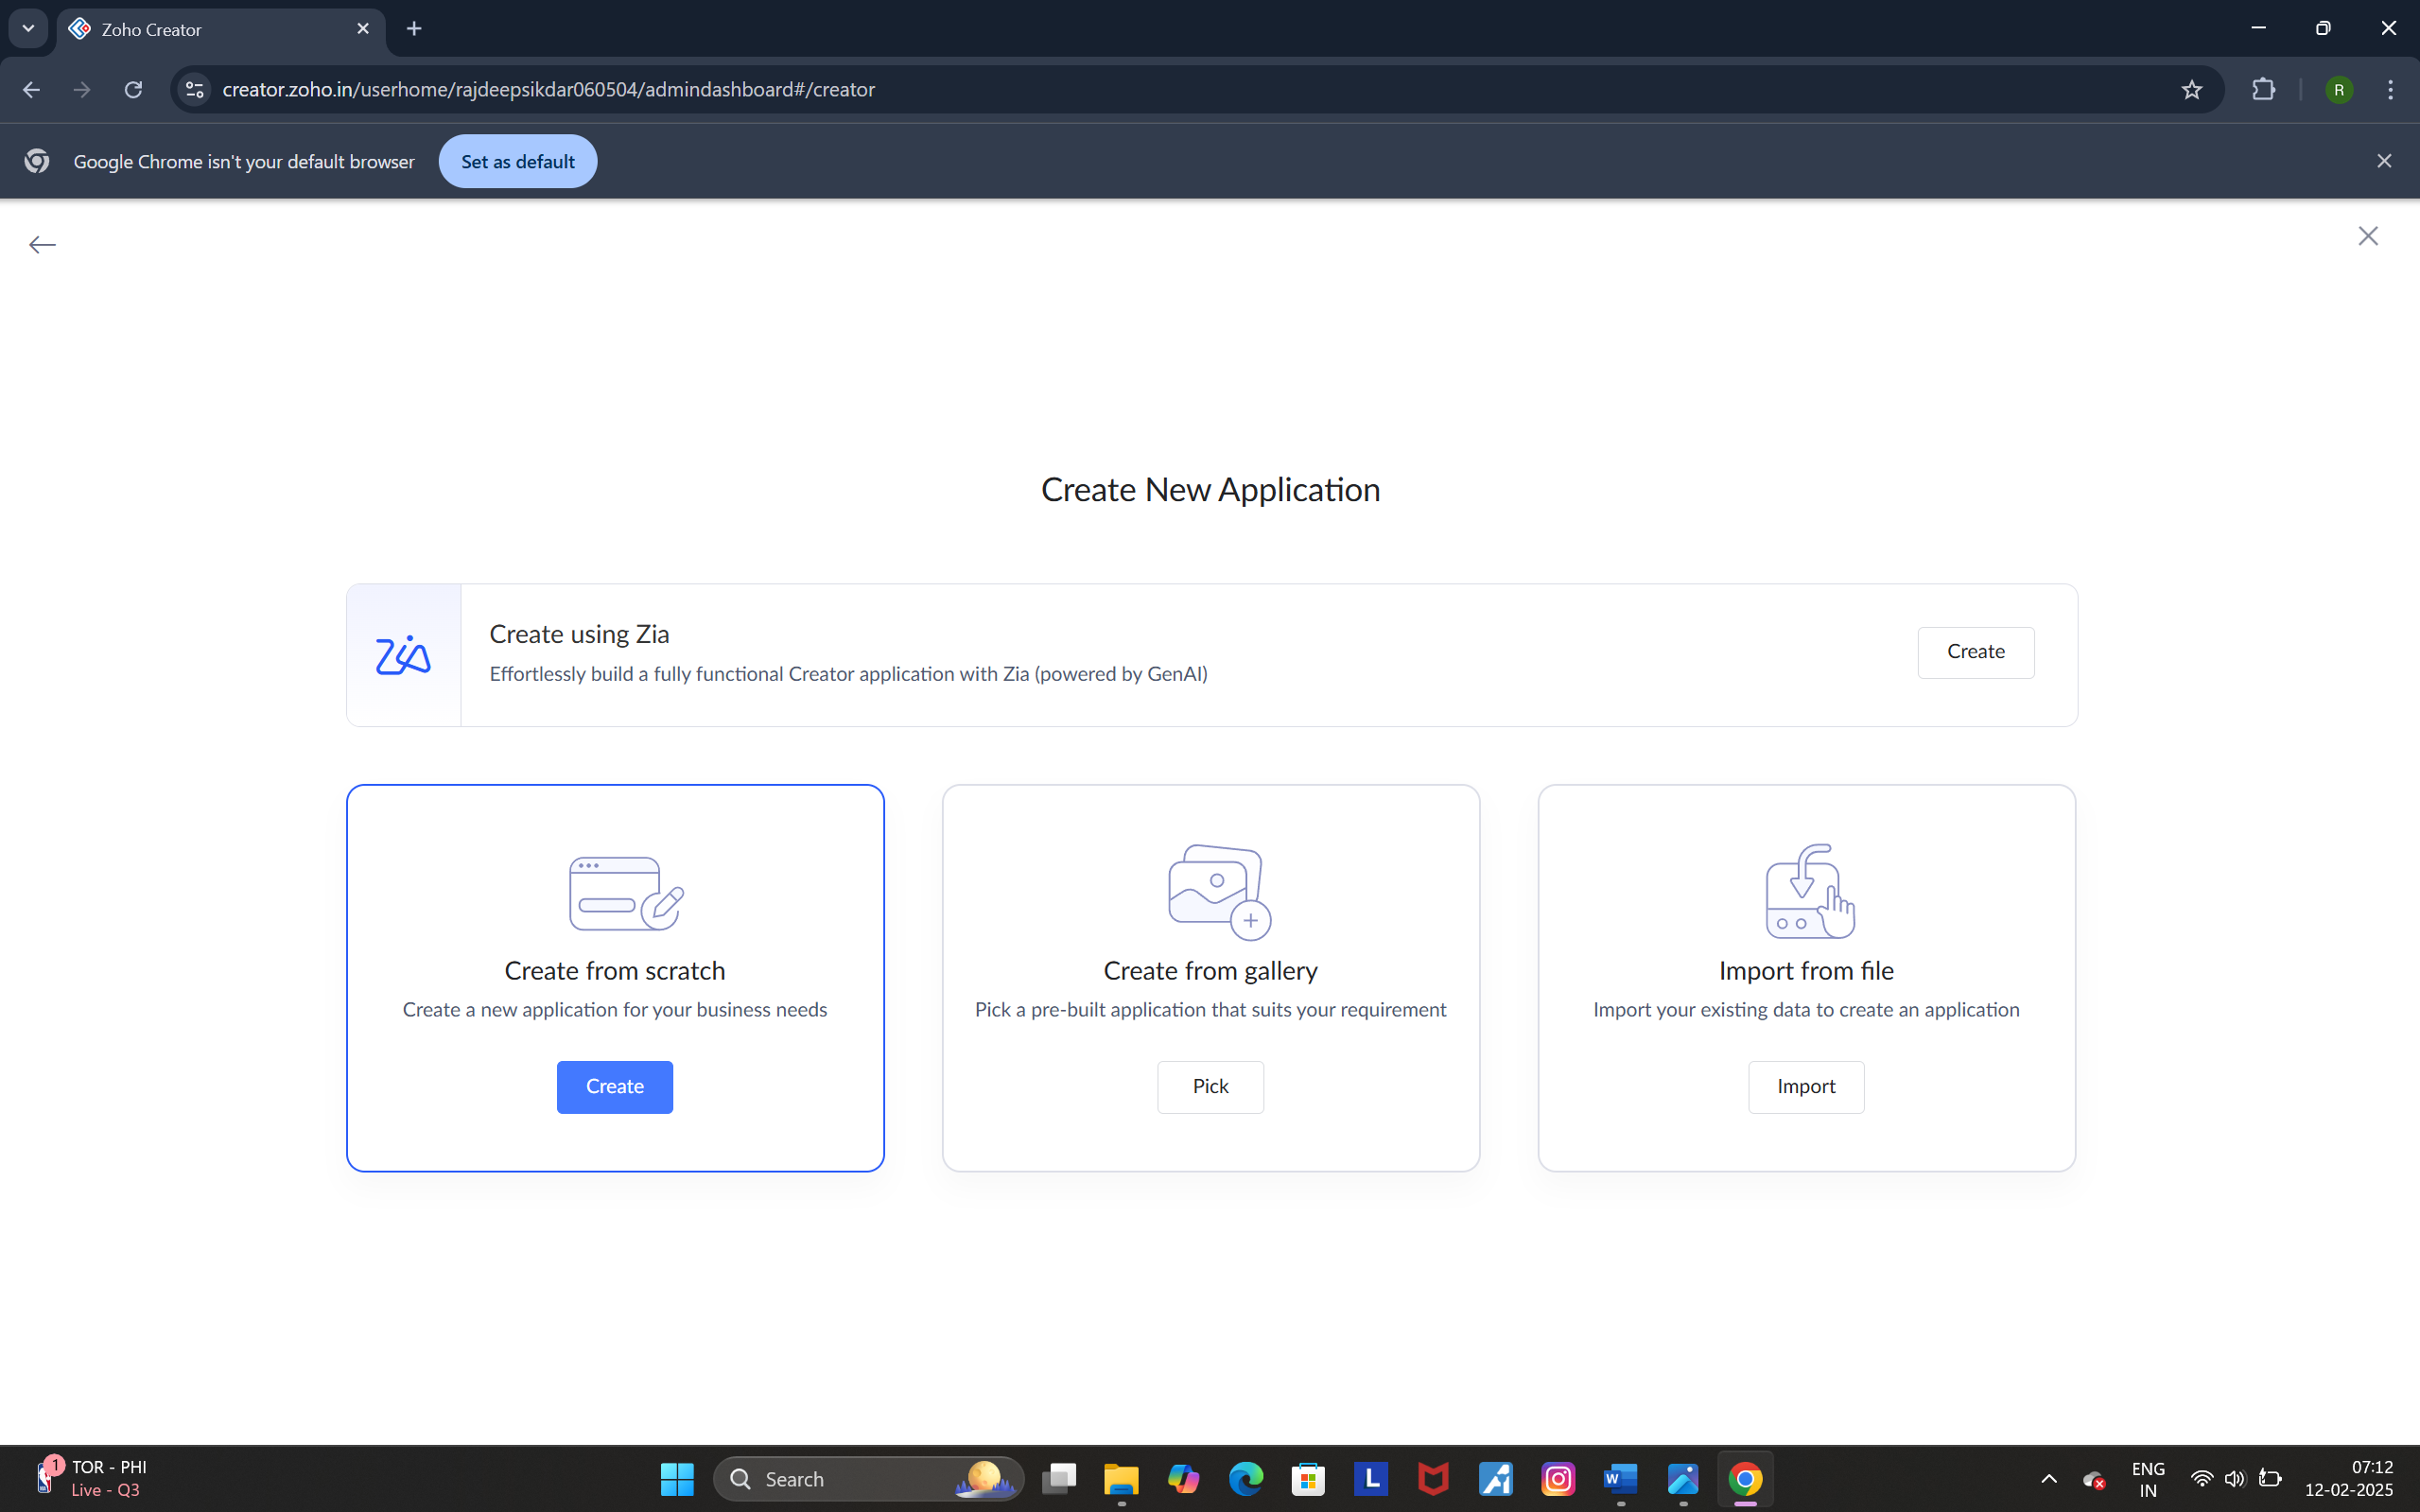 Zoho Creator
creator.zoho.in/userhome/rajdeepsikdar060504/admindashboard#/creator
R
Google Chrome isn't your default browser
Set as default
Create New Application
Zia
Create using Zia
Effortlessly build a fully functional Creator application with Zia (powered by GenAI)
Create
Create from scratch
Create a new application for your business needs
Create
Create from gallery
Pick a pre-built application that suits your requirement
Pick
Import from file
Import your existing data to create an application
Import
1
TOR - PHI
Live - Q3
Search
L
W
ENG
IN
07:12
12-02-2025